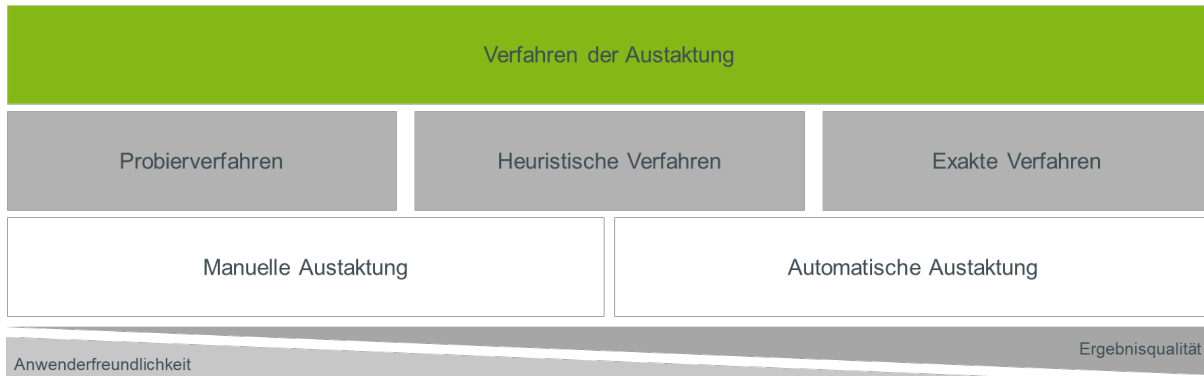 Verfahren der Austaktung
Probierverfahren
Heuristische Verfahren
Exakte Verfahren
Manuelle Austaktung
Automatische Austaktung
Ergebnisqualität
Anwenderfreundlichkeit